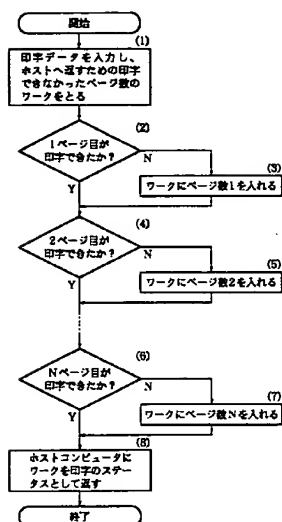 開始
(1)
印字データを入力し、
ホストへ返すための印字
できなかったページ数の
ワークをとる
(2)
1ページ目が
印字できたか?
N
Y
(3)
ワークにページ数1を入れる
(4)
2ページ目が
印字できたか?
N
Y
(5)
ワークにページ数2を入れる
(6)
Nページ目が
印字できたか?
N
Y
(7)
ワークにページ数Nを入れる
(8)
ホストコンピュータに
ワークを印字のステー
タスとして返す
終了